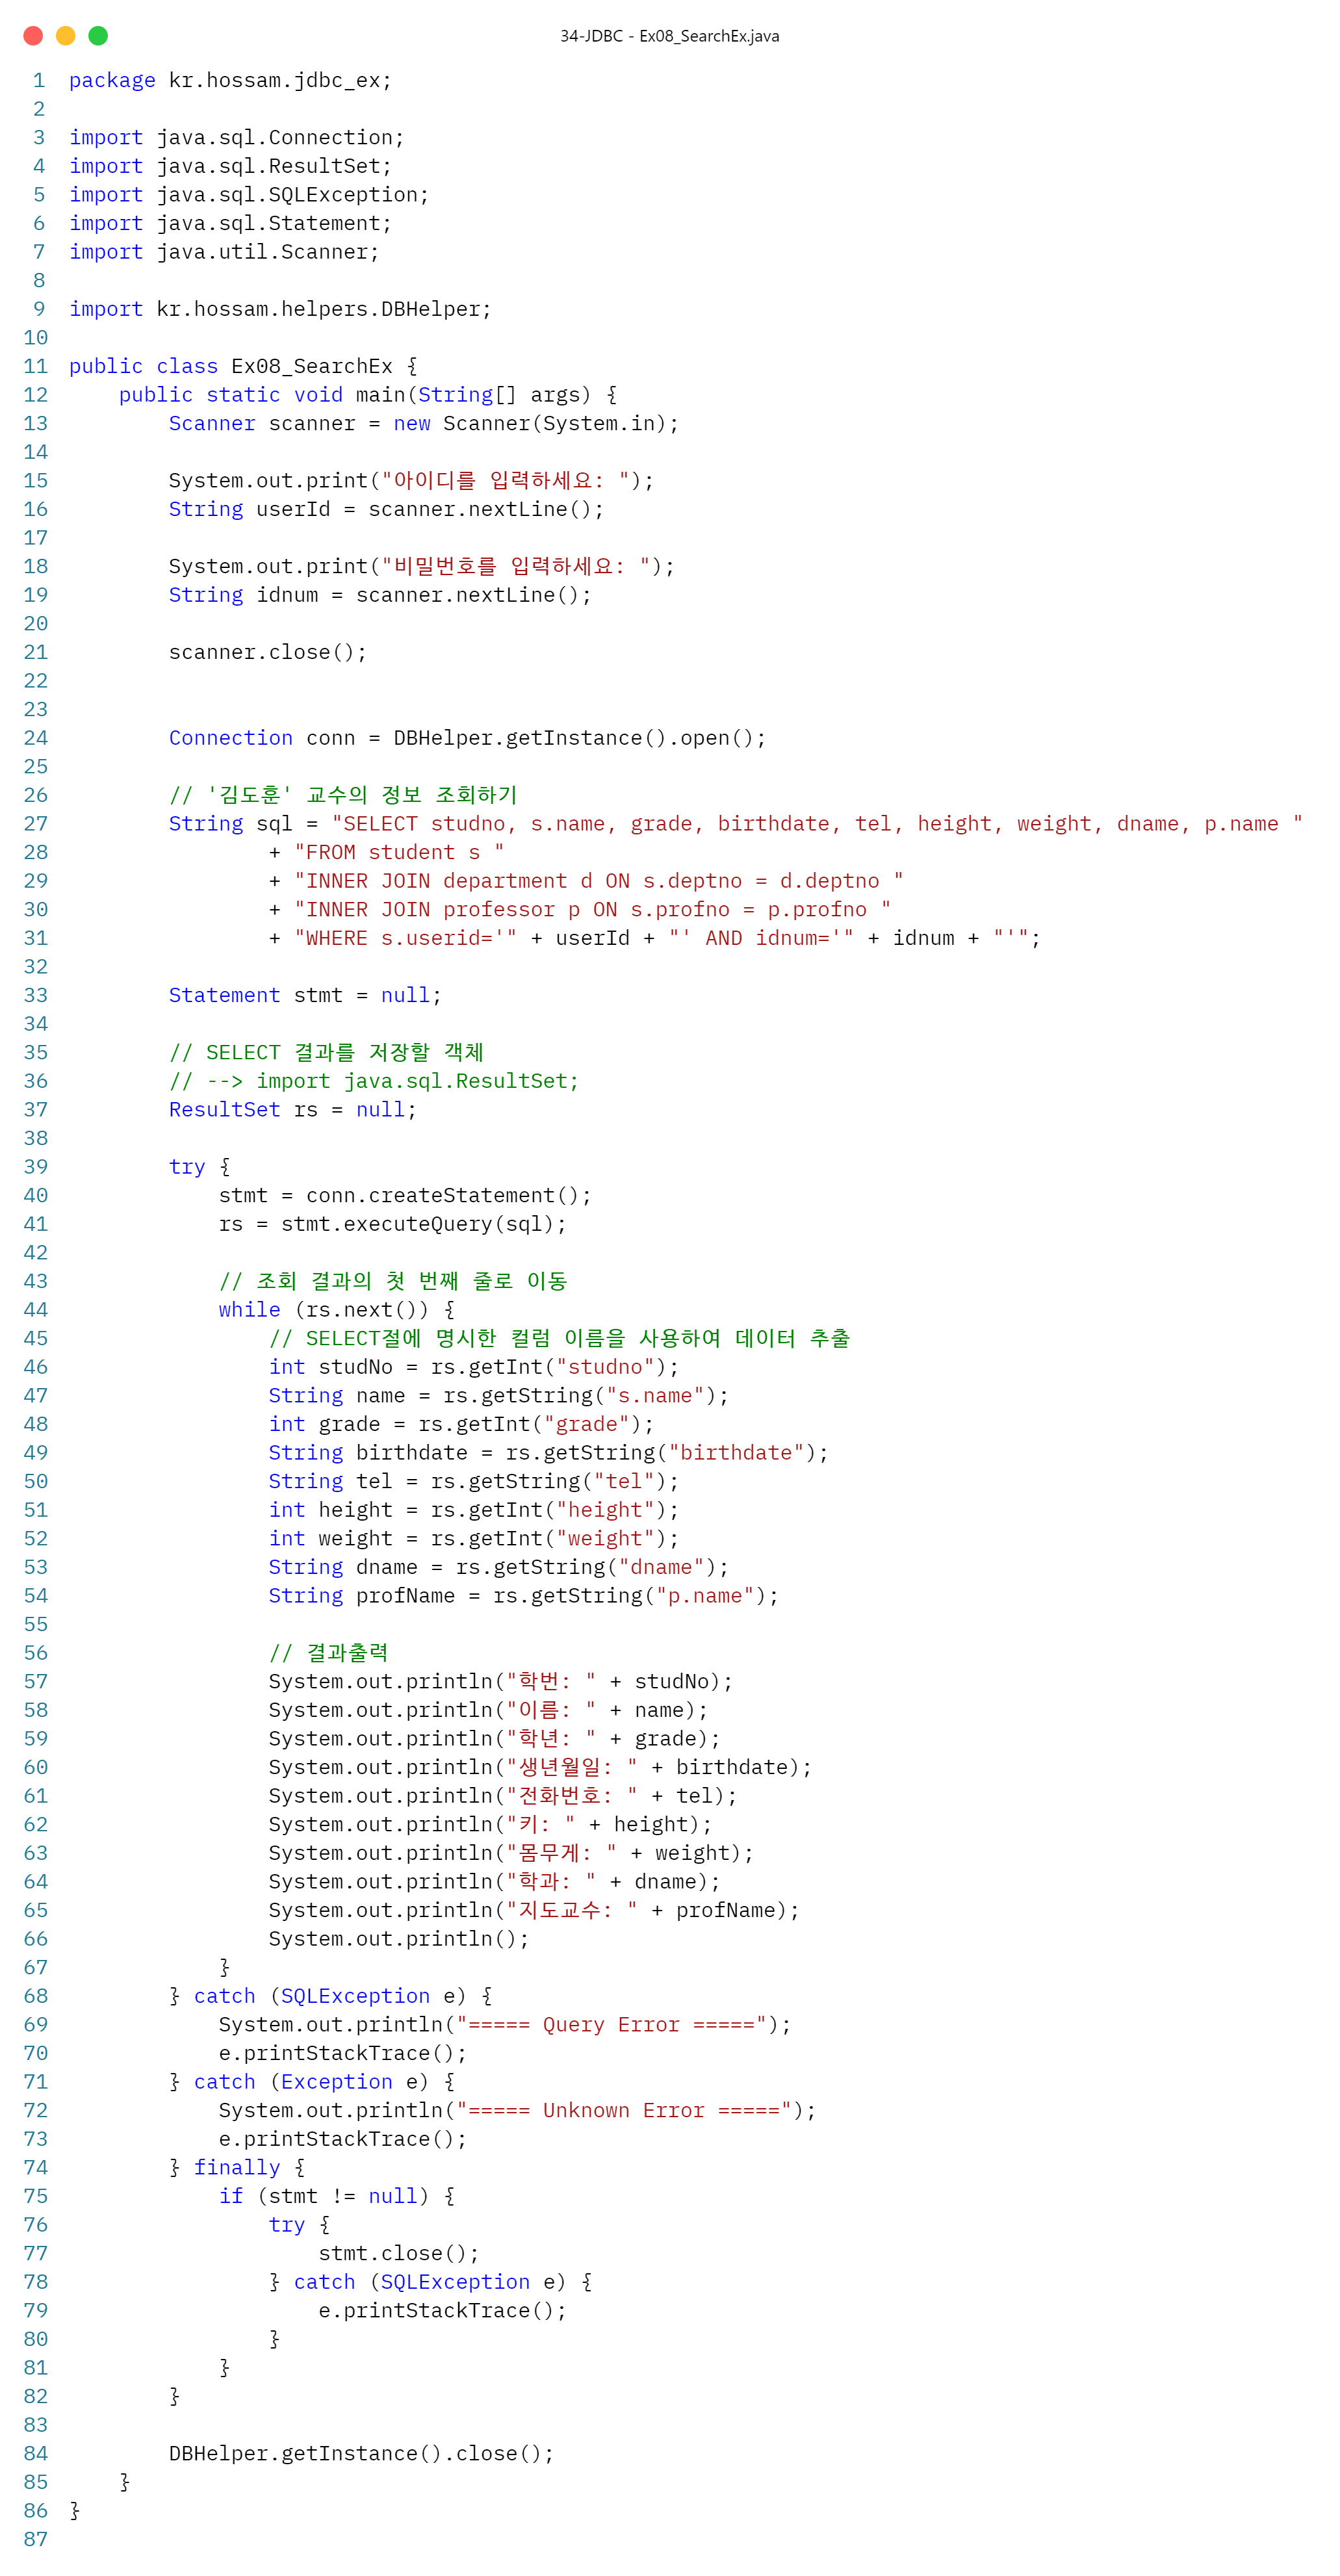 34-JDBC - Ex08_SearchEx.java
1 package kr.hossam.jdbc_ex;
2
3 import java.sql.Connection;
4 import java.sql.ResultSet;
5 import java.sql.SQLException;
6 import java.sql.Statement;
7 import java.util.Scanner;
8
9 import kr.hossam.helpers.DBHelper;
10
11 public class Ex08_SearchEx {
12     public static void main(String[] args) {
13         Scanner scanner = new Scanner(System.in);
14
15         System.out.print("아이디를 입력하세요: ");
16         String userId = scanner.nextLine();
17
18         System.out.print("비밀번호를 입력하세요: ");
19         String idnum = scanner.nextLine();
20
21         scanner.close();
22
23
24         Connection conn = DBHelper.getInstance().open();
25
26         // '김도훈' 교수의 정보 조회하기
27         String sql = "SELECT studno, s.name, grade, birthdate, tel, height, weight, dname, p.name "
28                 + "FROM student s "
29                 + "INNER JOIN department d ON s.deptno = d.deptno "
30                 + "INNER JOIN professor p ON s.profno = p.profno "
31                 + "WHERE s.userid='" + userId + "' AND idnum='" + idnum + "'";
32
33         Statement stmt = null;
34
35         // SELECT 결과를 저장할 객체
36         // --> import java.sql.ResultSet;
37         ResultSet rs = null;
38
39         try {
40             stmt = conn.createStatement();
41             rs = stmt.executeQuery(sql);
42
43             // 조회 결과의 첫 번째 줄로 이동
44             while (rs.next()) {
45                 // SELECT절에 명시한 컬럼 이름을 사용하여 데이터 추출
46                 int studNo = rs.getInt("studno");
47                 String name = rs.getString("s.name");
48                 int grade = rs.getInt("grade");
49                 String birthdate = rs.getString("birthdate");
50                 String tel = rs.getString("tel");
51                 int height = rs.getInt("height");
52                 int weight = rs.getInt("weight");
53                 String dname = rs.getString("dname");
54                 String profName = rs.getString("p.name");
55
56                 // 결과출력
57                 System.out.println("학번: " + studNo);
58                 System.out.println("이름: " + name);
59                 System.out.println("학년: " + grade);
60                 System.out.println("생년월일: " + birthdate);
61                 System.out.println("전화번호: " + tel);
62                 System.out.println("키: " + height);
63                 System.out.println("몸무게: " + weight);
64                 System.out.println("학과: " + dname);
65                 System.out.println("지도교수: " + profName);
66                 System.out.println();
67             }
68         } catch (SQLException e) {
69             System.out.println("===== Query Error =====");
70             e.printStackTrace();
71         } catch (Exception e) {
72             System.out.println("===== Unknown Error =====");
73             e.printStackTrace();
74         } finally {
75             if (stmt != null) {
76                 try {
77                     stmt.close();
78                 } catch (SQLException e) {
79                     e.printStackTrace();
80                 }
81             }
82         }
83
84         DBHelper.getInstance().close();
85     }
86 }
87